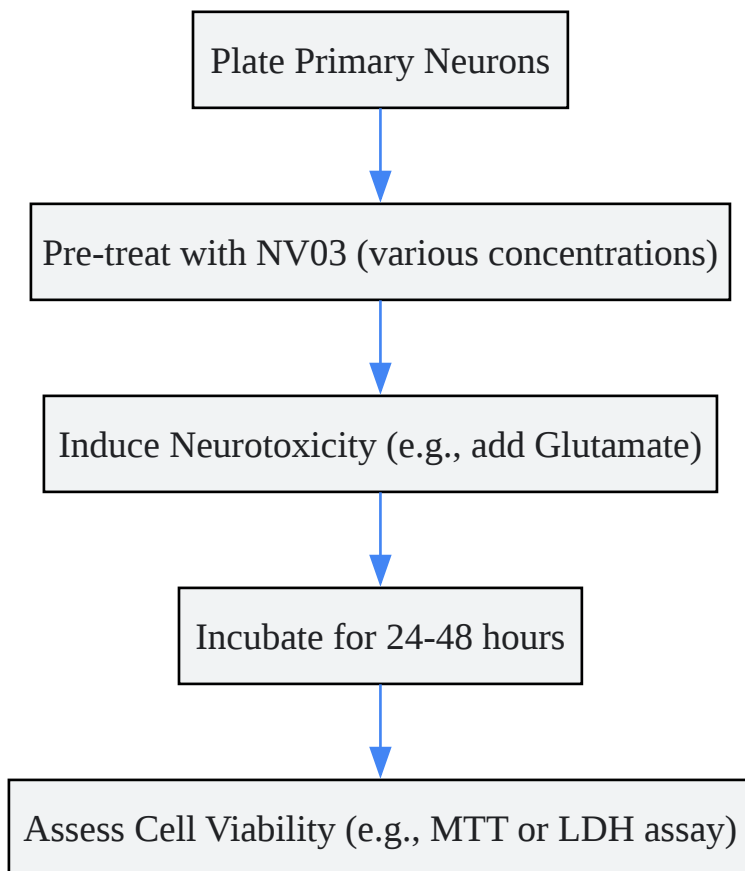 Plate Primary Neurons
Pre-treat with NV03 (various concentrations)
Induce Neurotoxicity (e.g., add Glutamate)
Incubate for 24-48 hours
Assess Cell Viability (e.g., MTT or LDH assay)